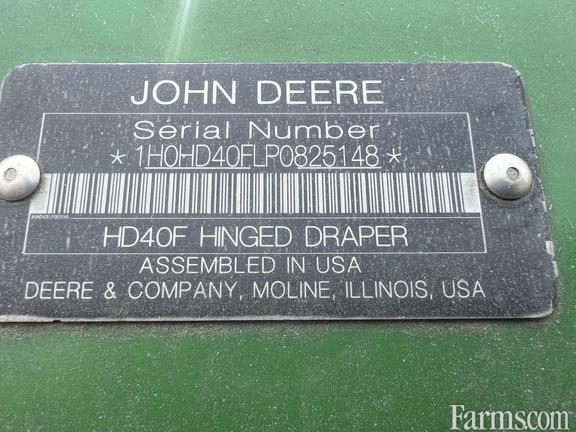 JOHN DEERE
Serial Number
*1H0HD40FLP0825148*
HD40F HINGED DRAPER
ASSEMBLED IN USA
DEERE & COMPANY, MOLINE, ILLINOIS, USA
Farms.com